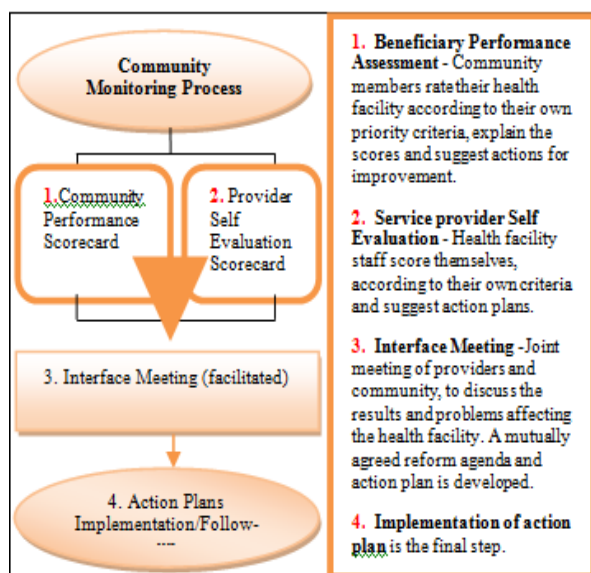 Community
Monitoring Process
1. Community
Performance
Scorecard
2. Provider
Self
Evaluation
Scorecard
3. Interface Meeting (facilitated)
4. Action Plans
Implementation/Follow-
1. Beneficiary Performance
Assessment - Community
members rate their health
facility according to their own
priority criteria, explain the
scores and suggest actions for
improvement.
2. Service provider Self
Evaluation - Health facility
staff score themselves,
according to their own criteria
and suggest action plans.
3. Interface Meeting -Joint
meeting of providers and
community, to discuss the
results and problems affecting
the health facility. A mutually
agreed reform agenda and
action plan is developed.
4. Implementation of action
plan is the final step.